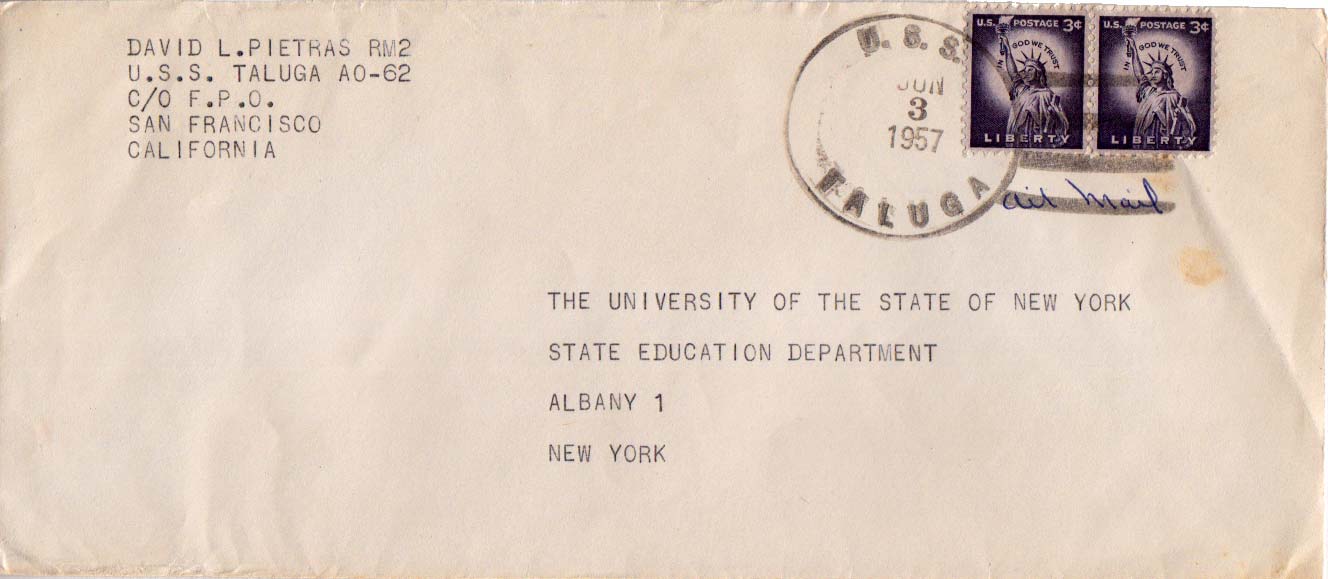 DAVID L.PIETRAS RM2
U.S.S. TALUGA AO-62
C/O F.P.O.
SAN FRANCISCO
CALIFORNIA
U. S. S.
JUN
3
1957
TALUGA
U.S. POSTAGE 3¢
IN GOD WE TRUST
LIBERTY
U.S. POSTAGE 3¢
IN GOD WE TRUST
LIBERTY
Air Mail
THE UNIVERSITY OF THE STATE OF NEW YORK
STATE EDUCATION DEPARTMENT
ALBANY 1
NEW YORK